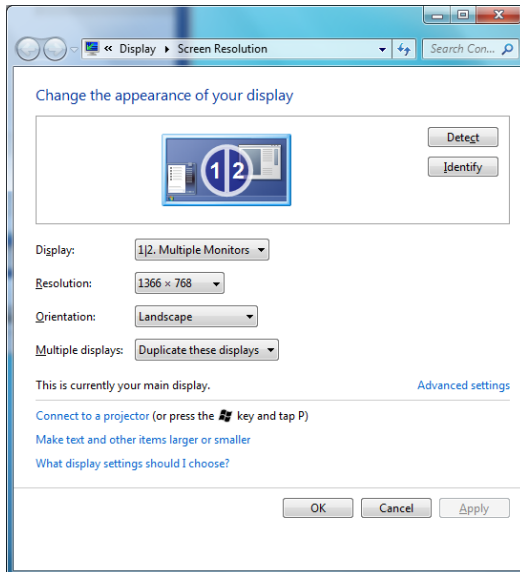 « Display ▸ Screen Resolution
Search Con...
Change the appearance of your display
1 2
Detect
Identify
Display: 1|2. Multiple Monitors
Resolution: 1366 × 768
Orientation: Landscape
Multiple displays: Duplicate these displays
This is currently your main display. Advanced settings
Connect to a projector (or press the key and tap P)
Make text and other items larger or smaller
What display settings should I choose?
OK Cancel Apply